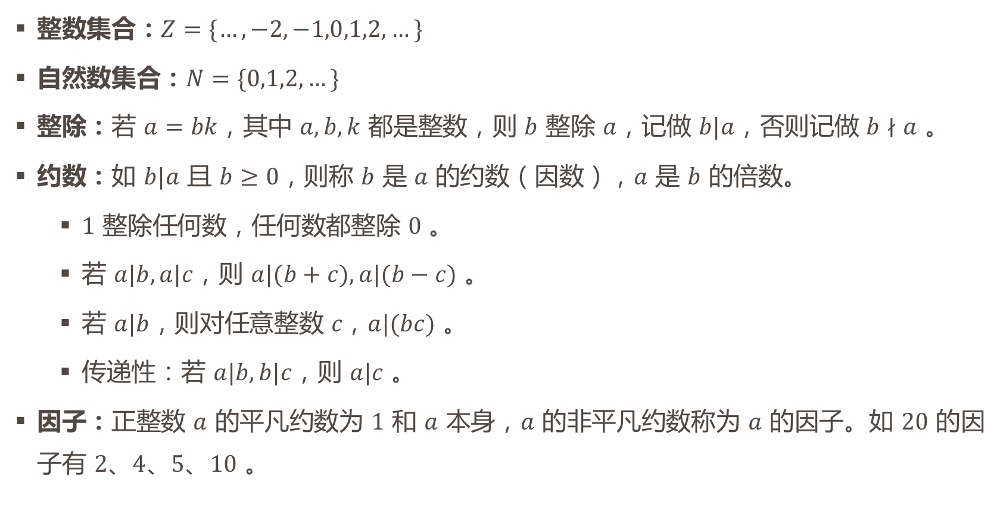 ▪ 整数集合：Z = {… , −2, −1,0,1,2, … }
▪ 自然数集合：N = {0,1,2, … }
▪ 整除：若 a = bk，其中 a, b, k 都是整数，则 b 整除 a，记做 b|a，否则记做 b ∤ a 。
▪ 约数：如 b|a 且 b ≥ 0，则称 b 是 a 的约数（因数），a 是 b 的倍数。
▪ 1 整除任何数，任何数都整除 0 。
▪ 若 a|b, a|c，则 a|(b + c), a|(b − c) 。
▪ 若 a|b，则对任意整数 c，a|(bc) 。
▪ 传递性：若 a|b, b|c，则 a|c 。
▪ 因子：正整数 a 的平凡约数为 1 和 a 本身，a 的非平凡约数称为 a 的因子。如 20 的因
子有 2、4、5、10 。